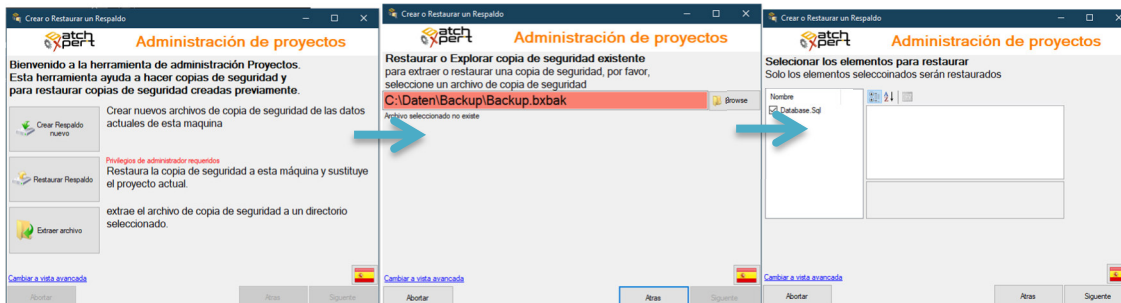 Crear o Restaurar un Respaldo
atch
xpert
Administración de proyectos
Bienvenido a la herramienta de administración Proyectos.
Esta herramienta ayuda a hacer copias de seguridad y
para restaurar copias de seguridad creadas previamente.
Crear Respaldo
nuevo
Crear nuevos archivos de copia de seguridad de las datos
actuales de esta maquina
Privilegios de administrador requeridos
Restaurar Respaldo
Restaura la copia de seguridad a esta máquina y sustituye
el proyecto actual.
Extraer archivo
extrae el archivo de copia de seguridad a un directorio
seleccionado.
Cambiar a vista avancada
Abortar
Atras
Siguente
Crear o Restaurar un Respaldo
atch
xpert
Administración de proyectos
Restaurar o Explorar copia de seguridad existente
para extraer o restaurar una copia de seguridad, por favor,
seleccione un archivo de copia de seguridad
C:\Daten\Backup\Backup.bxbak
Browse
Archivo seleccionado no existe
Cambiar a vista avancada
Abortar
Atras
Siguente
Crear o Restaurar un Respaldo
atch
xpert
Administración de proyectos
Selecionar los elementos para restaurar
Solo los elementos seleccoinados serán restaurados
Nombre
Database.Sql
Cambiar a vista avancada
Abortar
Atras
Siguente